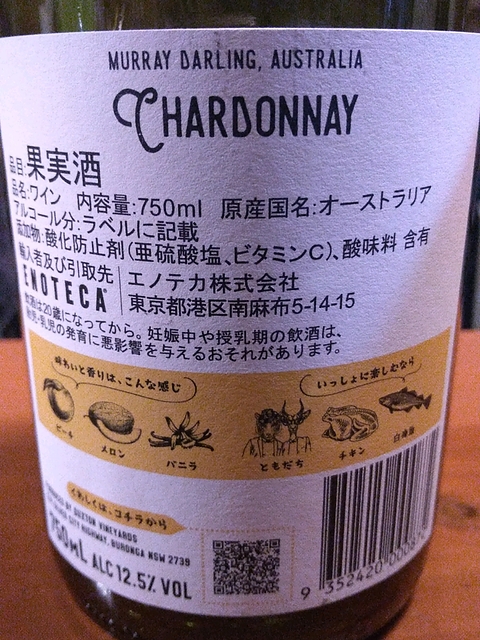 MURRAY DARLING, AUSTRALIA
CHARDONNAY
品目:果実酒
品名:ワイン 内容量:750ml 原産国名:オーストラリア
アルコール分:ラベルに記載
添加物:酸化防止剤(亜硫酸塩、ビタミンC)、酸味料 含有
輸入者及び引取先 エノテカ株式会社
ENOTECA 東京都港区南麻布5-14-15
飲酒は20歳になってから。妊娠中や授乳期の飲酒は、
胎児・乳児の発育に悪影響を与えるおそれがあります。
味わいと香りは、こんな感じ
いっしょに楽しむなら
ピーチ
メロン
バニラ
ともだち
チキン
白身魚
くわしくは、コチラから
PRODUCED BY BUXTON VINEYARDS
HIGHWAY, BURONGA NSW 2739
750ML ALC 12.5% VOL
9 352420 000